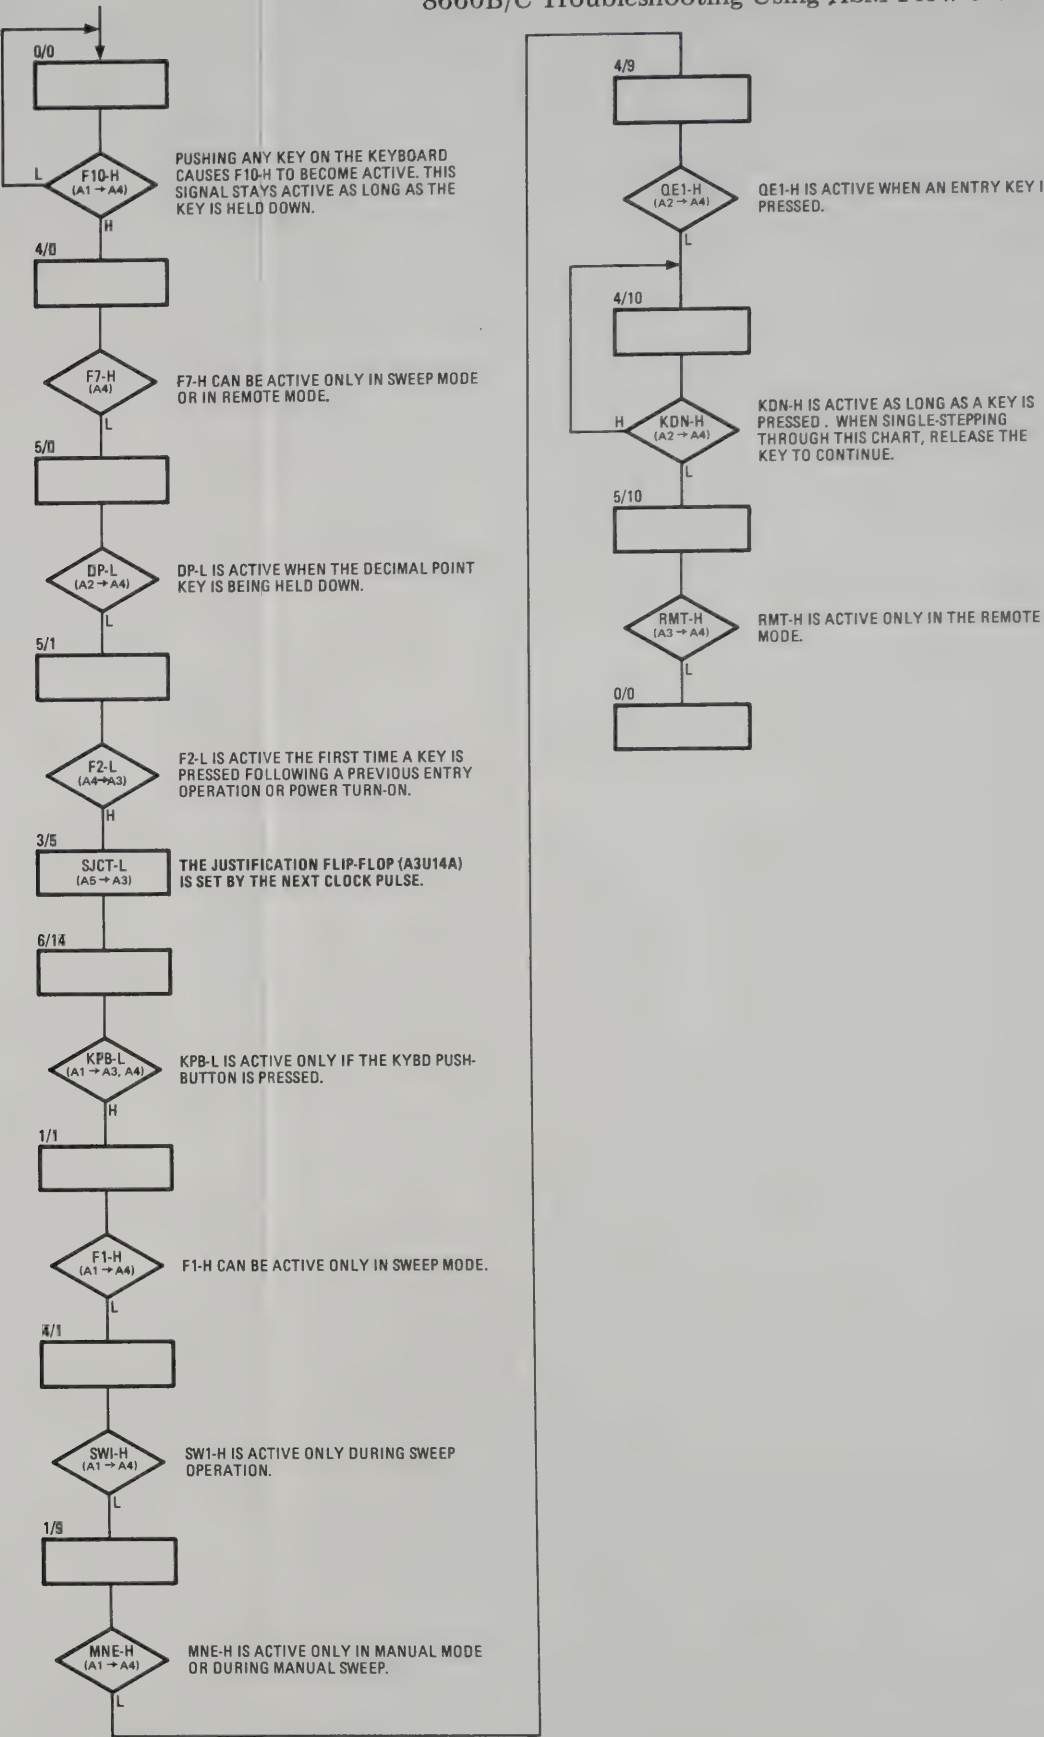 8660B/C Troubleshooting Using ASM
0/0
F10-H
(A1 → A4)
L
H
PUSHING ANY KEY ON THE KEYBOARD
CAUSES F10-H TO BECOME ACTIVE. THIS
SIGNAL STAYS ACTIVE AS LONG AS THE
KEY IS HELD DOWN.
4/0
F7-H
(A4)
L
F7-H CAN BE ACTIVE ONLY IN SWEEP MODE
OR IN REMOTE MODE.
5/0
DP-L
(A2 → A4)
L
DP-L IS ACTIVE WHEN THE DECIMAL POINT
KEY IS BEING HELD DOWN.
5/1
F2-L
(A4→A3)
H
F2-L IS ACTIVE THE FIRST TIME A KEY IS
PRESSED FOLLOWING A PREVIOUS ENTRY
OPERATION OR POWER TURN-ON.
3/5
SJCT-L
(A5 → A3)
THE JUSTIFICATION FLIP-FLOP (A3U14A)
IS SET BY THE NEXT CLOCK PULSE.
6/14
KPB-L
(A1 → A3, A4)
H
KPB-L IS ACTIVE ONLY IF THE KYBD PUSH-
BUTTON IS PRESSED.
1/1
F1-H
(A1 → A4)
L
F1-H CAN BE ACTIVE ONLY IN SWEEP MODE.
4/1
SWI-H
(A1 → A4)
L
SW1-H IS ACTIVE ONLY DURING SWEEP
OPERATION.
1/9
MNE-H
(A1 → A4)
L
MNE-H IS ACTIVE ONLY IN MANUAL MODE
OR DURING MANUAL SWEEP.
4/9
QE1-H
(A2 → A4)
L
QE1-H IS ACTIVE WHEN AN ENTRY KEY
PRESSED.
4/10
KDN-H
(A2 → A4)
H
L
KDN-H IS ACTIVE AS LONG AS A KEY IS
PRESSED. WHEN SINGLE-STEPPING
THROUGH THIS CHART, RELEASE THE
KEY TO CONTINUE.
5/10
RMT-H
(A3 → A4)
L
RMT-H IS ACTIVE ONLY IN THE REMOTE
MODE.
0/0